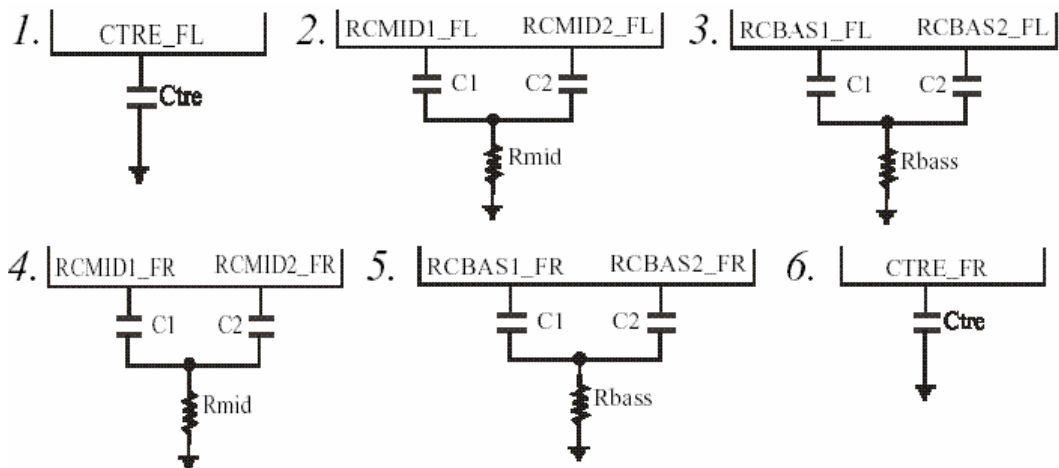 1. CTRE_FL
Ctre
2. RCMID1_FL RCMID2_FL
C1 C2
Rmid
3. RCBAS1_FL RCBAS2_FL
C1 C2
Rbass
4. RCMID1_FR RCMID2_FR
C1 C2
Rmid
5. RCBAS1_FR RCBAS2_FR
C1 C2
Rbass
6. CTRE_FR
Ctre